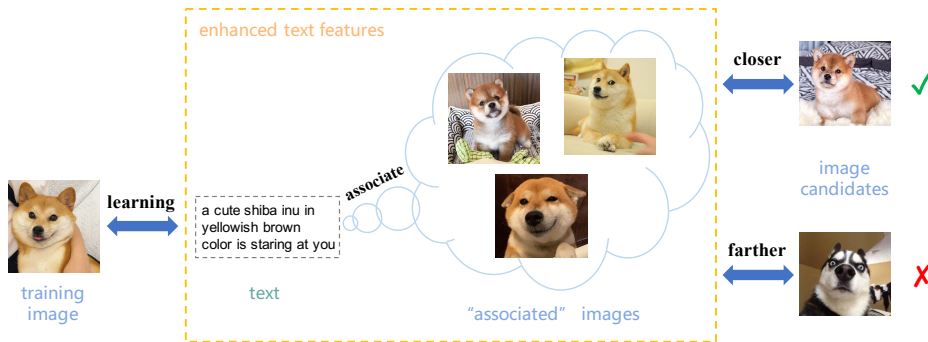 enhanced text features
closer
image
candidates
associate
learning
a cute shiba inu in
yellowish brown
color is staring at you
training
image
text
"associated" images
farther